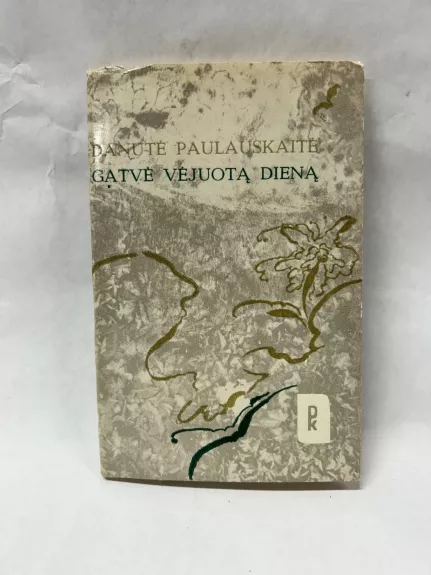 DANUTĖ PAULAUSKAITĖ
GATVĖ VĖJUOTĄ DIENĄ
pk